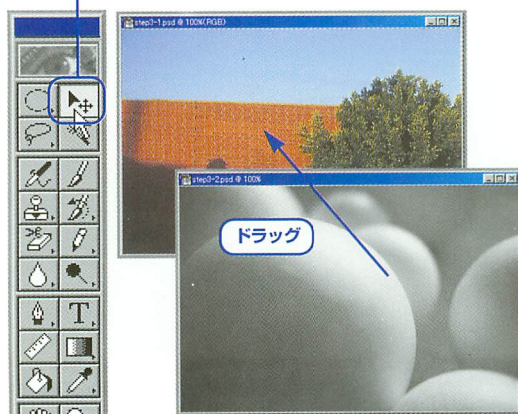 step3-1.psd @ 100%(RGB)
step3-2.psd @ 100%
ドラッグ
T